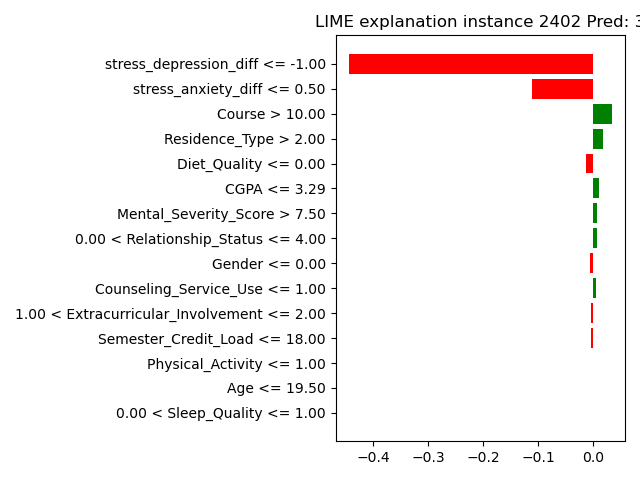 LIME explanation instance 2402 Pred: 3
stress_depression_diff <= -1.00
stress_anxiety_diff <= 0.50
Course > 10.00
Residence_Type > 2.00
Diet_Quality <= 0.00
CGPA <= 3.29
Mental_Severity_Score > 7.50
0.00 < Relationship_Status <= 4.00
Gender <= 0.00
Counseling_Service_Use <= 1.00
1.00 < Extracurricular_Involvement <= 2.00
Semester_Credit_Load <= 18.00
Physical_Activity <= 1.00
Age <= 19.50
0.00 < Sleep_Quality <= 1.00
−0.4 −0.3 −0.2 −0.1 0.0